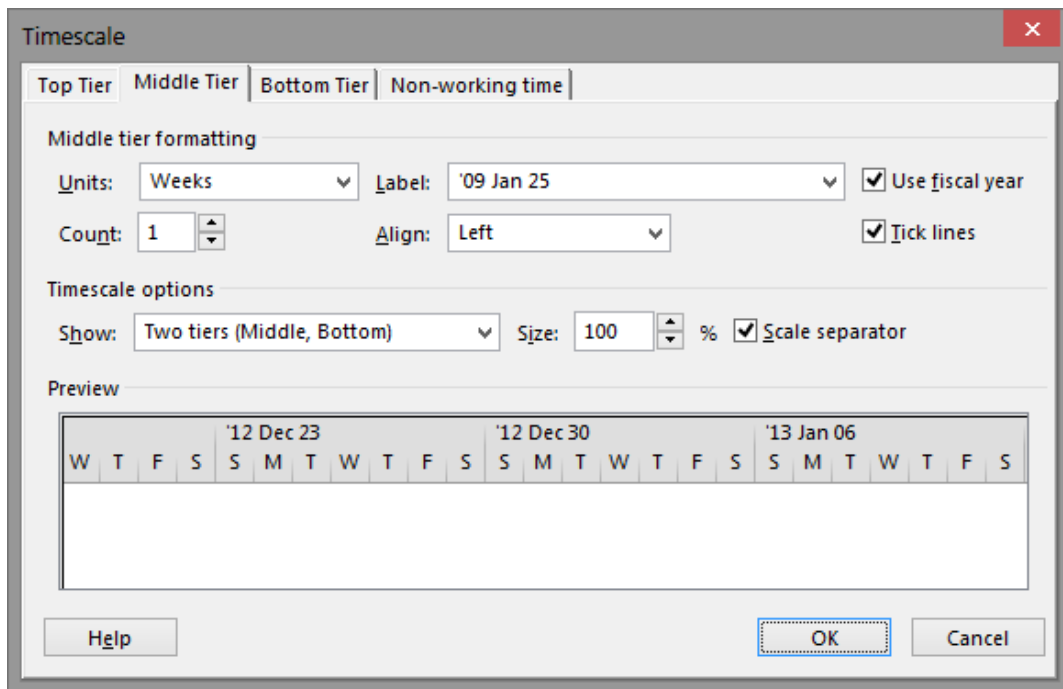 Timescale
Top Tier Middle Tier Bottom Tier Non-working time
Middle tier formatting
Units: Weeks Label: '09 Jan 25 Use fiscal year
Count: 1 Align: Left Tick lines
Timescale options
Show: Two tiers (Middle, Bottom) Size: 100 % Scale separator
Preview
'12 Dec 23 '12 Dec 30 '13 Jan 06
W T F S S M T W T F S S M T W T F S S M T W T F S
Help OK Cancel